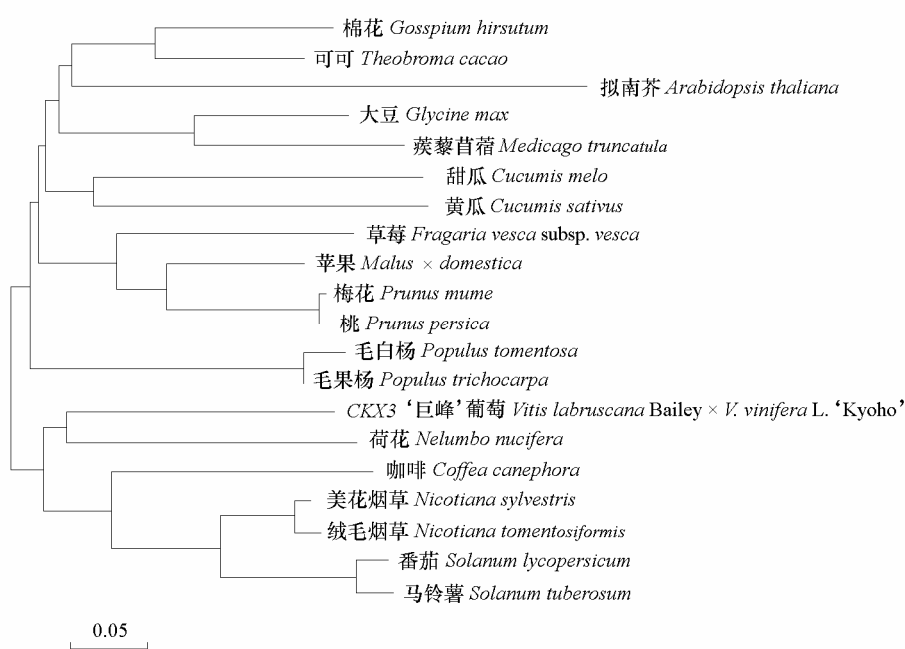 棉花 Gosspium hirsutum
可可 Theobroma cacao
拟南芥 Arabidopsis thaliana
大豆 Glycine max
蒺藜苜蓿 Medicago truncatula
甜瓜 Cucumis melo
黄瓜 Cucumis sativus
草莓 Fragaria vesca subsp. vesca
苹果 Malus × domestica
梅花 Prunus mume
桃 Prunus persica
毛白杨 Populus tomentosa
毛果杨 Populus trichocarpa
CKX3 ‘巨峰’葡萄 Vitis labruscana Bailey × V. vinifera L. ‘Kyoho’
荷花 Nelumbo nucifera
咖啡 Coffea canephora
美花烟草 Nicotiana sylvestris
绒毛烟草 Nicotiana tomentosiformis
番茄 Solanum lycopersicum
马铃薯 Solanum tuberosum
0.05